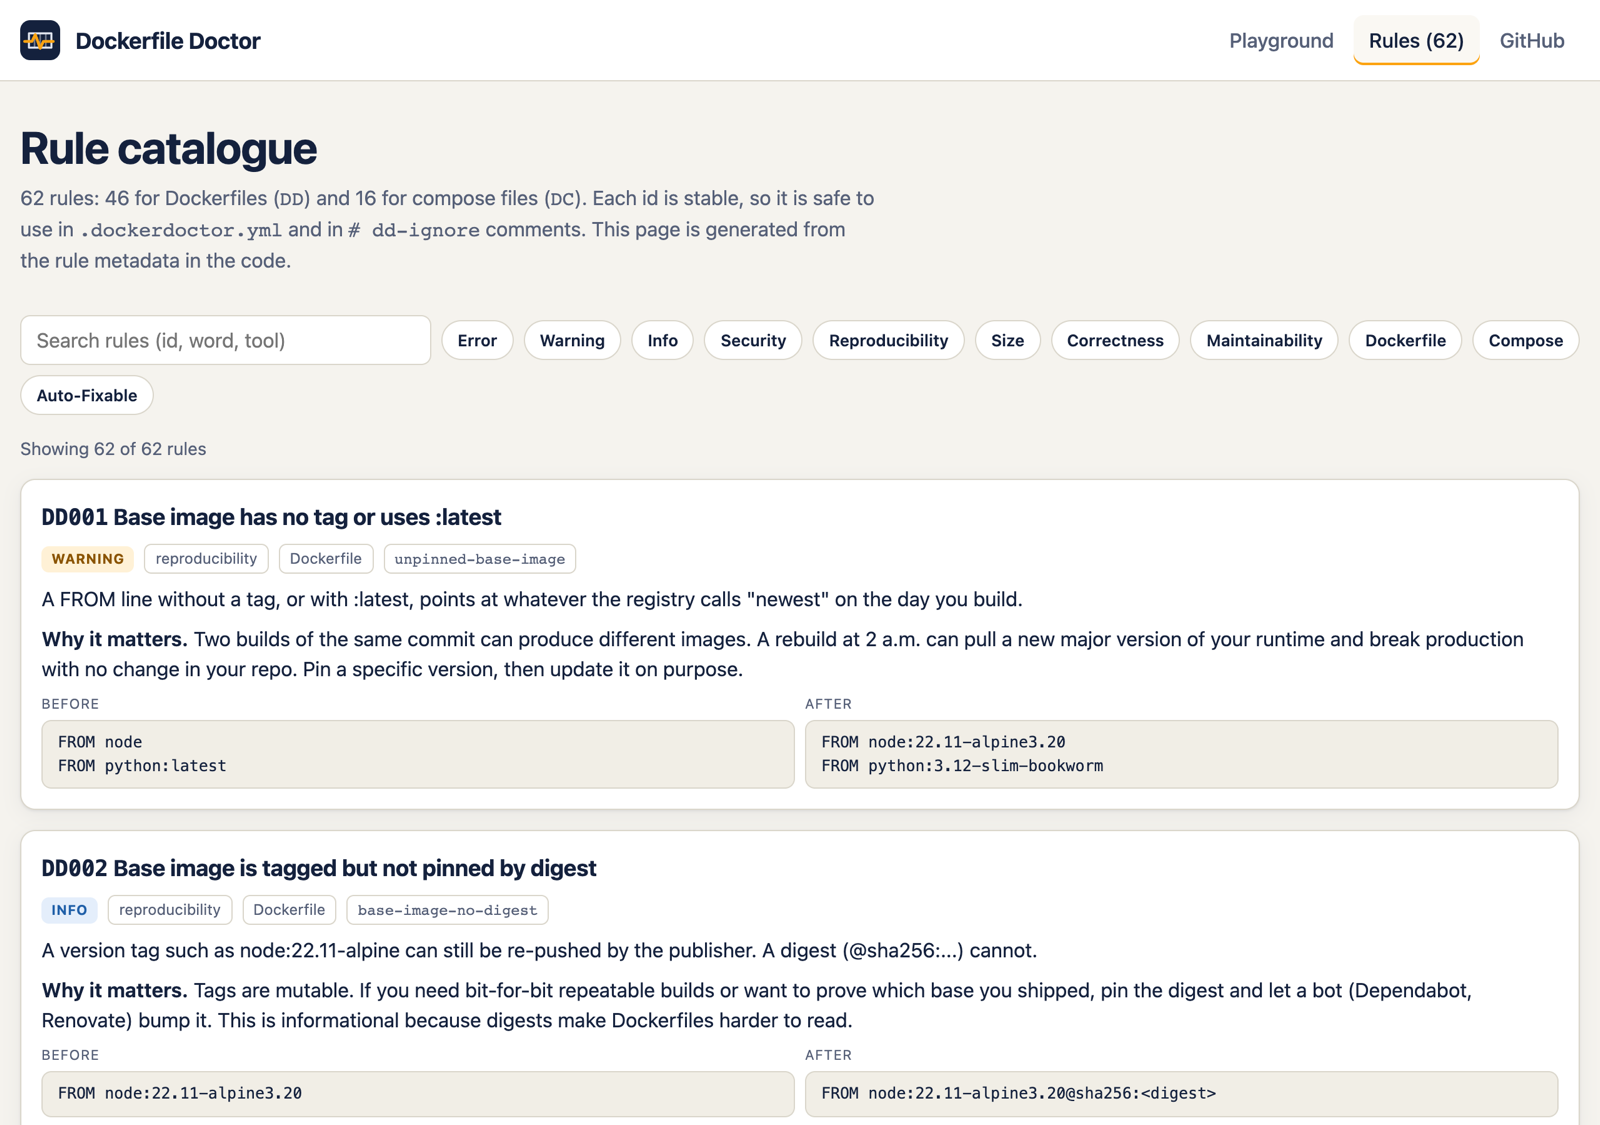 Dockerfile Doctor
Playground
Rules (62)
GitHub
Rule catalogue
62 rules: 46 for Dockerfiles (DD) and 16 for compose files (DC). Each id is stable, so it is safe to
use in .dockerdoctor.yml and in # dd-ignore comments. This page is generated from
the rule metadata in the code.
Search rules (id, word, tool)
Error
Warning
Info
Security
Reproducibility
Size
Correctness
Maintainability
Dockerfile
Compose
Auto-Fixable
Showing 62 of 62 rules
DD001 Base image has no tag or uses :latest
WARNING
reproducibility
Dockerfile
unpinned-base-image
A FROM line without a tag, or with :latest, points at whatever the registry calls "newest" on the day you build.
Why it matters. Two builds of the same commit can produce different images. A rebuild at 2 a.m. can pull a new major version of your runtime and break production
with no change in your repo. Pin a specific version, then update it on purpose.
BEFORE
FROM node
FROM python:latest
AFTER
FROM node:22.11-alpine3.20
FROM python:3.12-slim-bookworm
DD002 Base image is tagged but not pinned by digest
INFO
reproducibility
Dockerfile
base-image-no-digest
A version tag such as node:22.11-alpine can still be re-pushed by the publisher. A digest (@sha256:...) cannot.
Why it matters. Tags are mutable. If you need bit-for-bit repeatable builds or want to prove which base you shipped, pin the digest and let a bot (Dependabot,
Renovate) bump it. This is informational because digests make Dockerfiles harder to read.
BEFORE
FROM node:22.11-alpine3.20
AFTER
FROM node:22.11-alpine3.20@sha256:<digest>